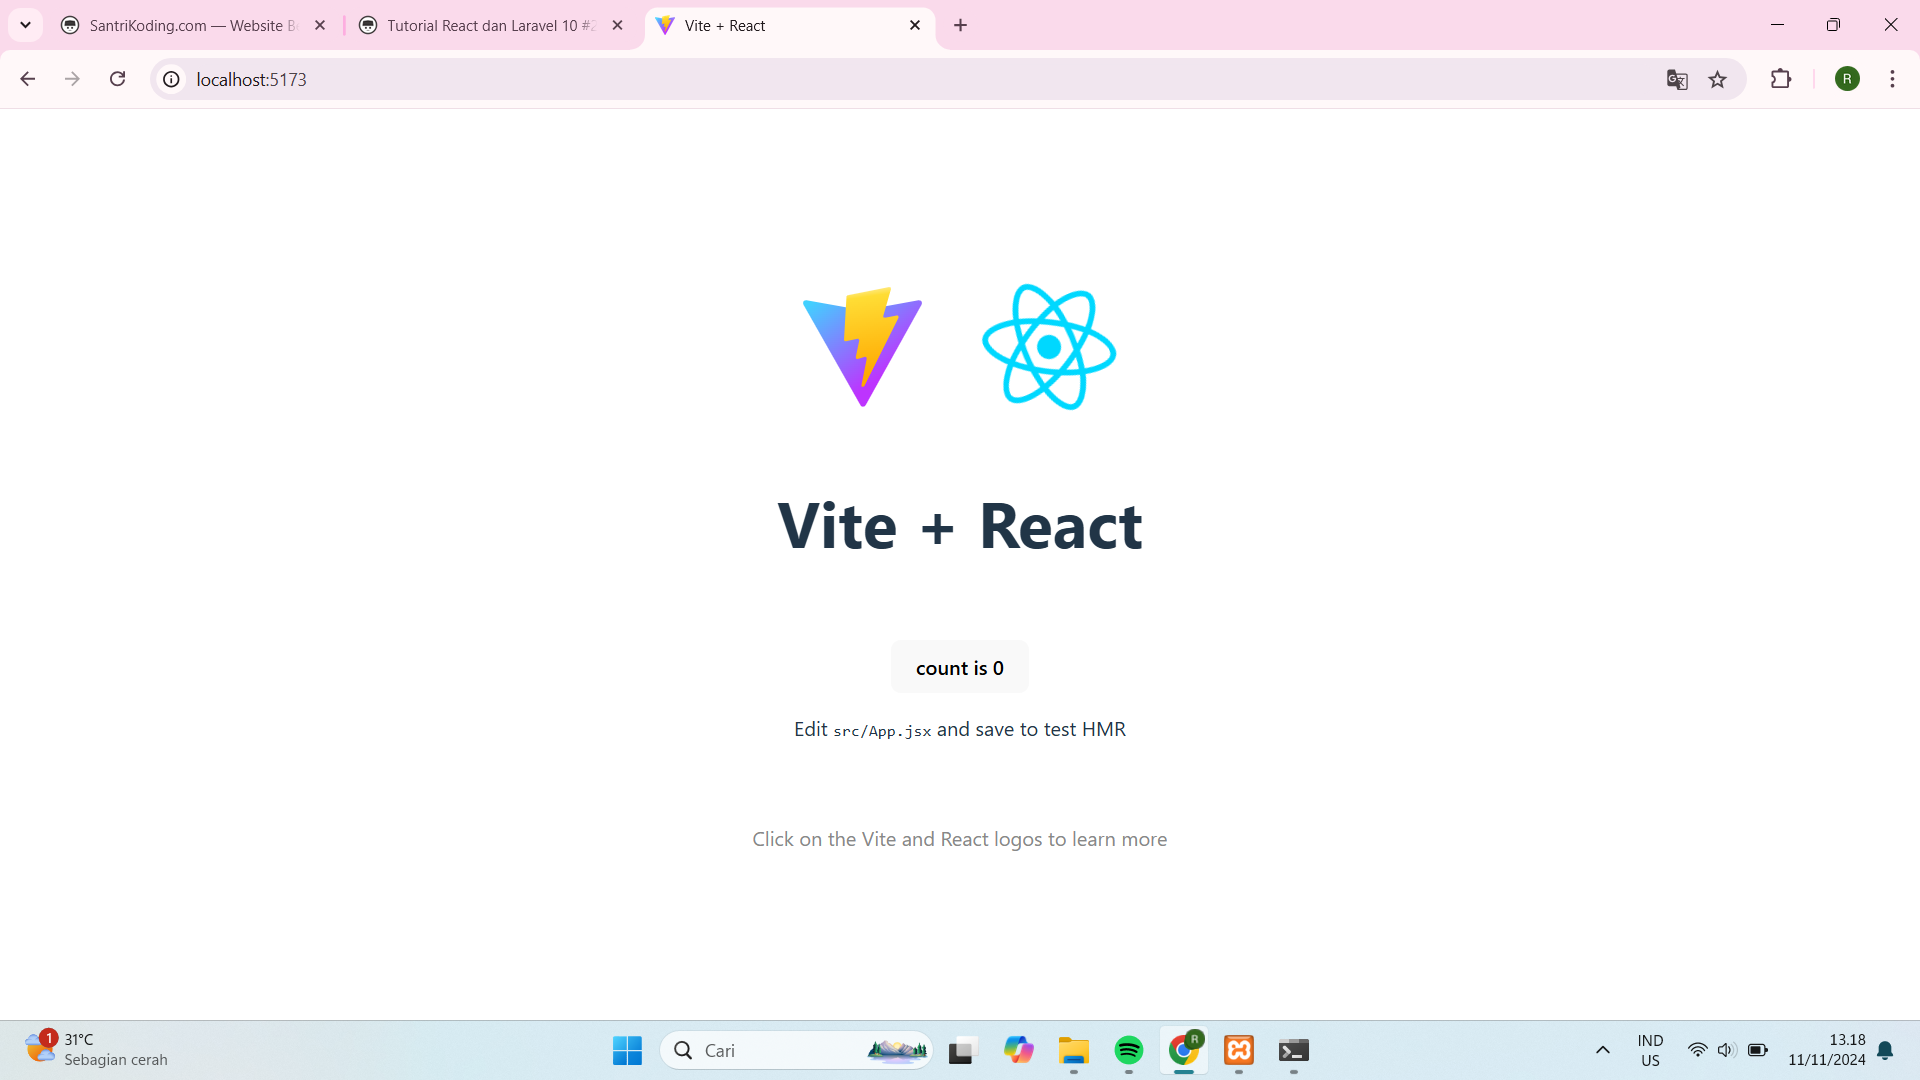 SantriKoding.com — Website B
Tutorial React dan Laravel 10 #2
Vite + React
localhost:5173
R
Vite + React
count is 0
Edit src/App.jsx and save to test HMR
Click on the Vite and React logos to learn more
1
31°C
Sebagian cerah
Cari
R
IND
US
13.18
11/11/2024